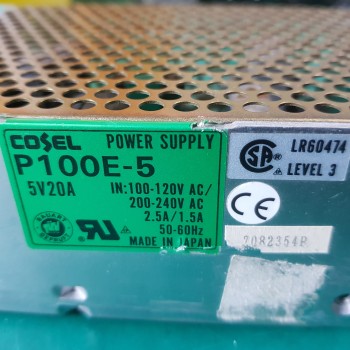 COSEL POWER SUPPLY
P100E-5
5V20A
IN:100-120V AC/
200-240V AC
2.5A/1.5A
50-60Hz
MADE IN JAPAN
LR60474
LEVEL 3
CE
2082354P